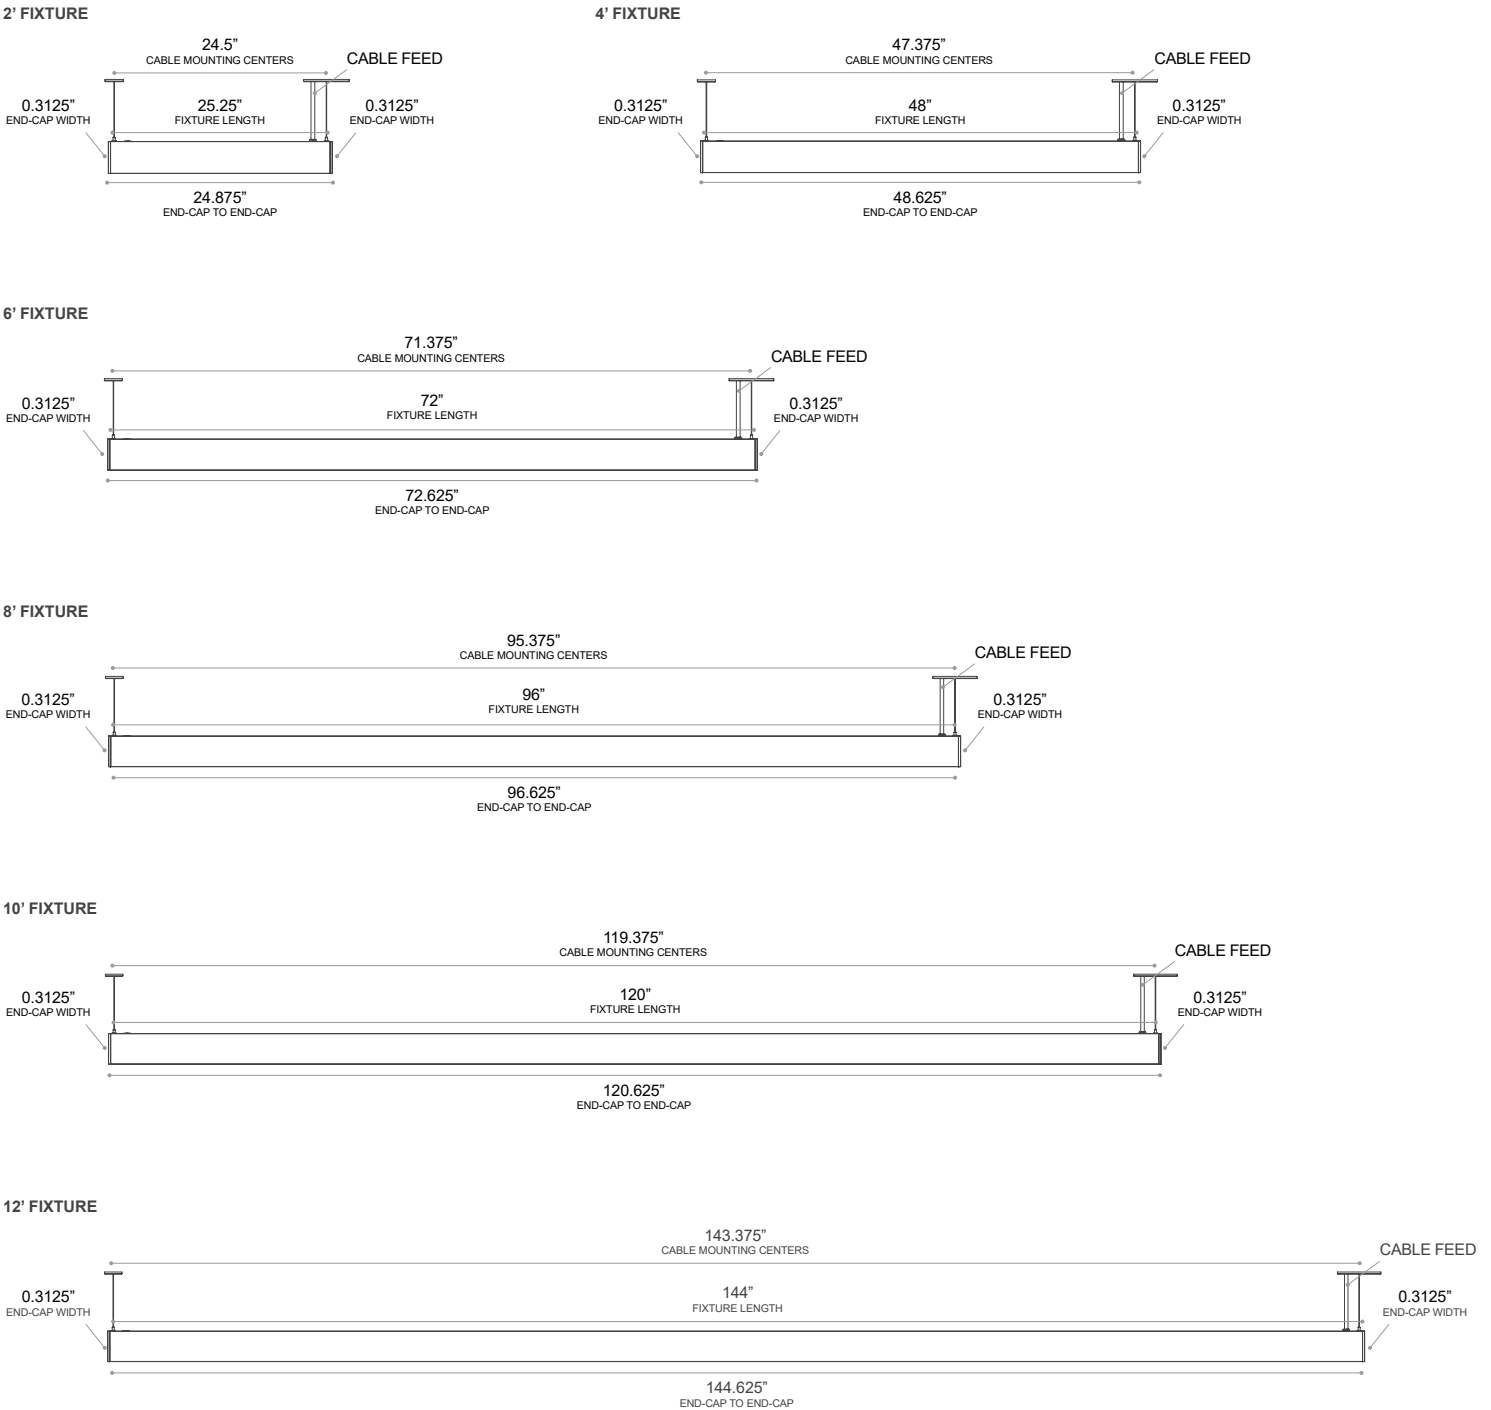 2’ FIXTURE
24.5”
CABLE MOUNTING CENTERS
CABLE FEED
0.3125”
END-CAP WIDTH
25.25”
FIXTURE LENGTH
0.3125”
END-CAP WIDTH
24.875”
END-CAP TO END-CAP
4’ FIXTURE
47.375”
CABLE MOUNTING CENTERS
CABLE FEED
0.3125”
END-CAP WIDTH
48”
FIXTURE LENGTH
0.3125”
END-CAP WIDTH
48.625”
END-CAP TO END-CAP
6’ FIXTURE
71.375”
CABLE MOUNTING CENTERS
CABLE FEED
0.3125”
END-CAP WIDTH
72”
FIXTURE LENGTH
0.3125”
END-CAP WIDTH
72.625”
END-CAP TO END-CAP
8’ FIXTURE
95.375”
CABLE MOUNTING CENTERS
CABLE FEED
0.3125”
END-CAP WIDTH
96”
FIXTURE LENGTH
0.3125”
END-CAP WIDTH
96.625”
END-CAP TO END-CAP
10’ FIXTURE
119.375”
CABLE MOUNTING CENTERS
CABLE FEED
0.3125”
END-CAP WIDTH
120”
FIXTURE LENGTH
0.3125”
END-CAP WIDTH
120.625”
END-CAP TO END-CAP
12’ FIXTURE
143.375”
CABLE MOUNTING CENTERS
CABLE FEED
0.3125”
END-CAP WIDTH
144”
FIXTURE LENGTH
0.3125”
END-CAP WIDTH
144.625”
END-CAP TO END-CAP